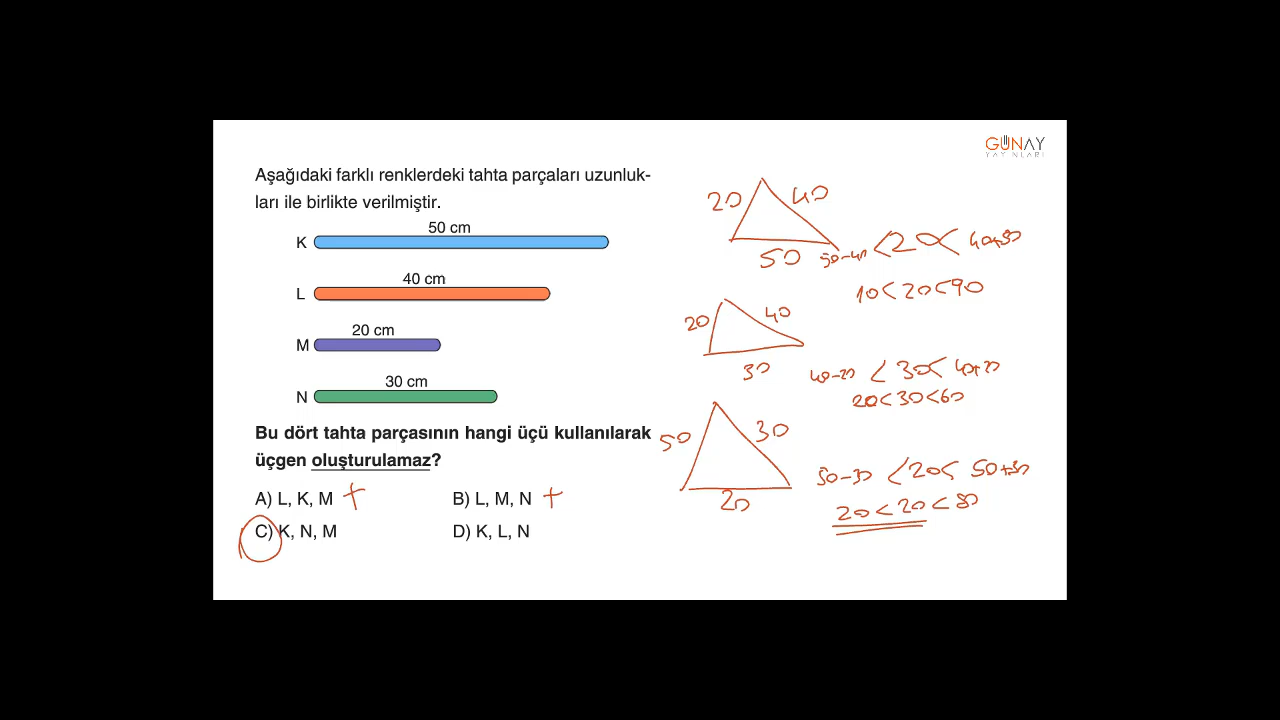 GÜNAY
YAYINLARI
Aşağıdaki farklı renklerdeki tahta parçaları uzunluk-
ları ile birlikte verilmiştir.
50 cm
K
40 cm
L
20 cm
M
30 cm
N
Bu dört tahta parçasının hangi üçü kullanılarak
üçgen oluşturulamaz?
A) L, K, M +
B) L, M, N +
C) K, N, M
D) K, L, N
20 40
50
50-40 <20< 40+50
10<20<90
20 40
30
40-20 <30< 40+20
20<30<60
50 30
20
50-30 <20< 50+30
20<20<80